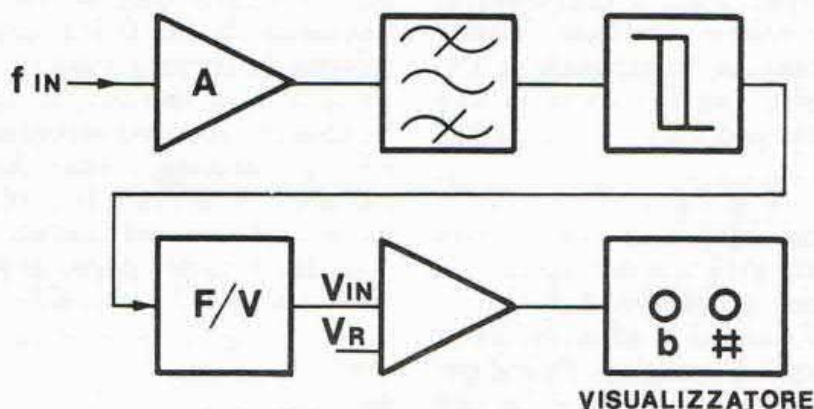 f IN
A
F/V
VIN
VR
b #
VISUALIZZATORE